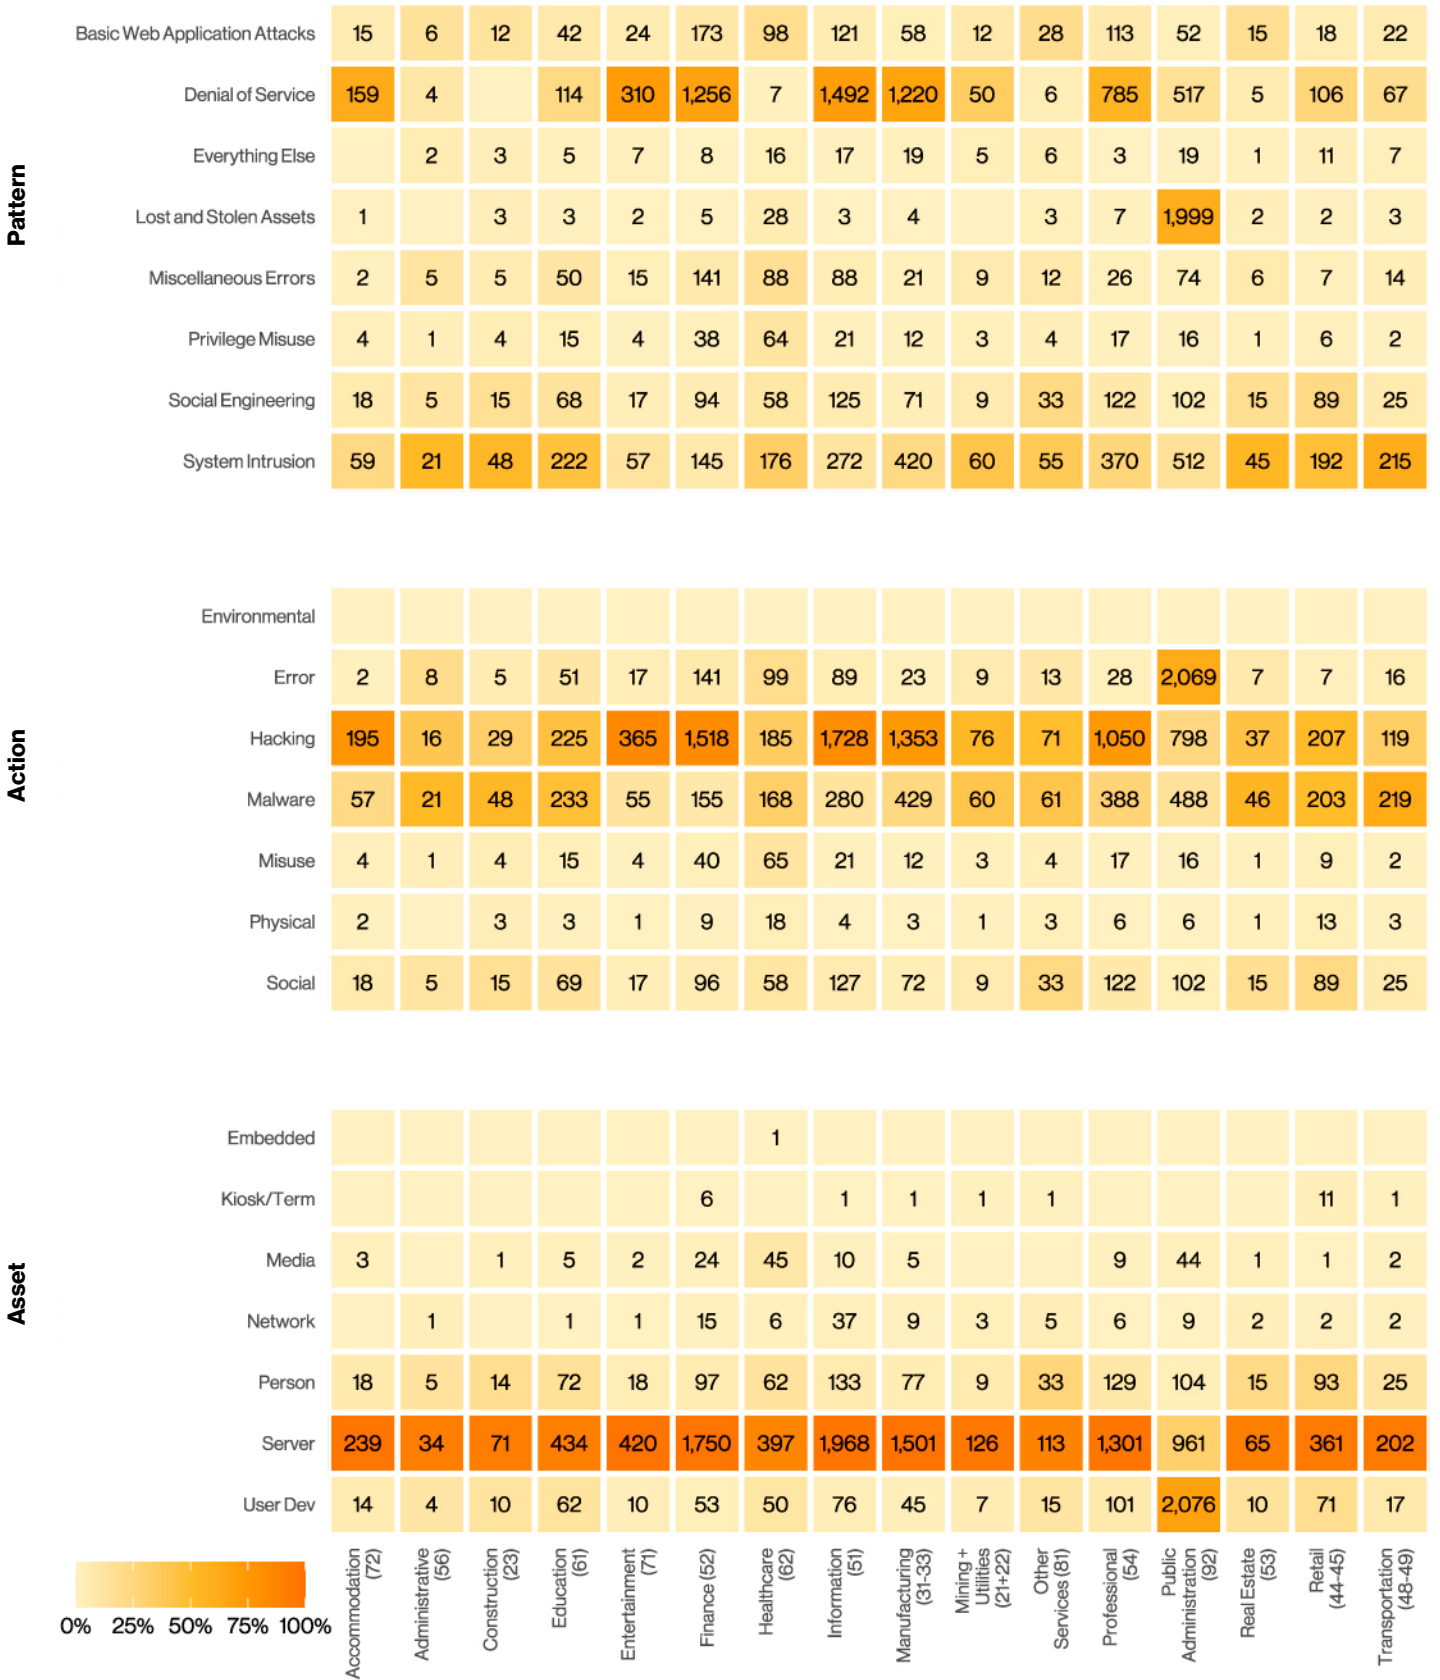 Pattern
Basic Web Application Attacks 15 6 12 42 24 173 98 121 58 12 28 113 52 15 18 22
Denial of Service 159 4 114 310 1,256 7 1,492 1,220 50 6 785 517 5 106 67
Everything Else 2 3 5 7 8 16 17 19 5 6 3 19 1 11 7
Lost and Stolen Assets 1 3 3 2 5 28 3 4 3 7 1,999 2 2 3
Miscellaneous Errors 2 5 5 50 15 141 88 88 21 9 12 26 74 6 7 14
Privilege Misuse 4 1 4 15 4 38 64 21 12 3 4 17 16 1 6 2
Social Engineering 18 5 15 68 17 94 58 125 71 9 33 122 102 15 89 25
System Intrusion 59 21 48 222 57 145 176 272 420 60 55 370 512 45 192 215
Action
Environmental
Error 2 8 5 51 17 141 99 89 23 9 13 28 2,069 7 7 16
Hacking 195 16 29 225 365 1,518 185 1,728 1,353 76 71 1,050 798 37 207 119
Malware 57 21 48 233 55 155 168 280 429 60 61 388 488 46 203 219
Misuse 4 1 4 15 4 40 65 21 12 3 4 17 16 1 9 2
Physical 2 3 3 1 9 18 4 3 1 3 6 6 1 13 3
Social 18 5 15 69 17 96 58 127 72 9 33 122 102 15 89 25
Asset
Embedded 1
Kiosk/Term 6 1 1 1 1 11 1
Media 3 1 5 2 24 45 10 5 9 44 1 1 2
Network 1 1 1 15 6 37 9 3 5 6 9 2 2 2
Person 18 5 14 72 18 97 62 133 77 9 33 129 104 15 93 25
Server 239 34 71 434 420 1,750 397 1,968 1,501 126 113 1,301 961 65 361 202
User Dev 14 4 10 62 10 53 50 76 45 7 15 101 2,076 10 71 17
0% 25% 50% 75% 100%
Accommodation
(72)
Administrative
(56)
Construction
(23)
Education
(61)
Entertainment
(71)
Finance (52)
Healthcare
(62)
Information
(51)
Manufacturing
(31-33)
Mining +
Utilities
(21+22)
Other
Services (81)
Professional
(54)
Public
Administration
(92)
Real Estate
(53)
Retail
(44-45)
Transportation
(48-49)